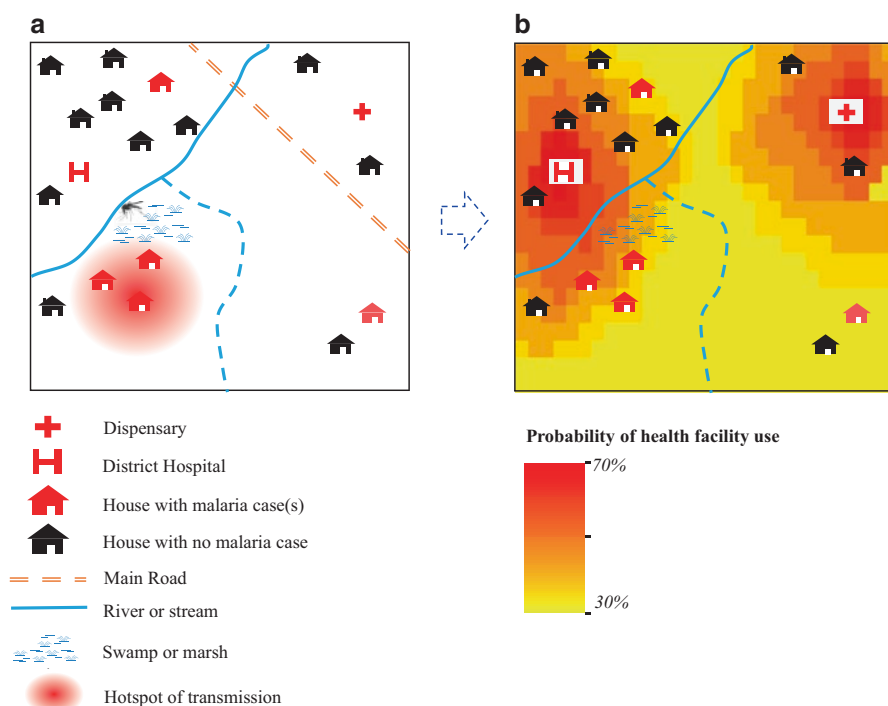 a
b
Dispensary
District Hospital
House with malaria case(s)
House with no malaria case
Main Road
River or stream
Swamp or marsh
Hotspot of transmission
Probability of health facility use
70%
30%